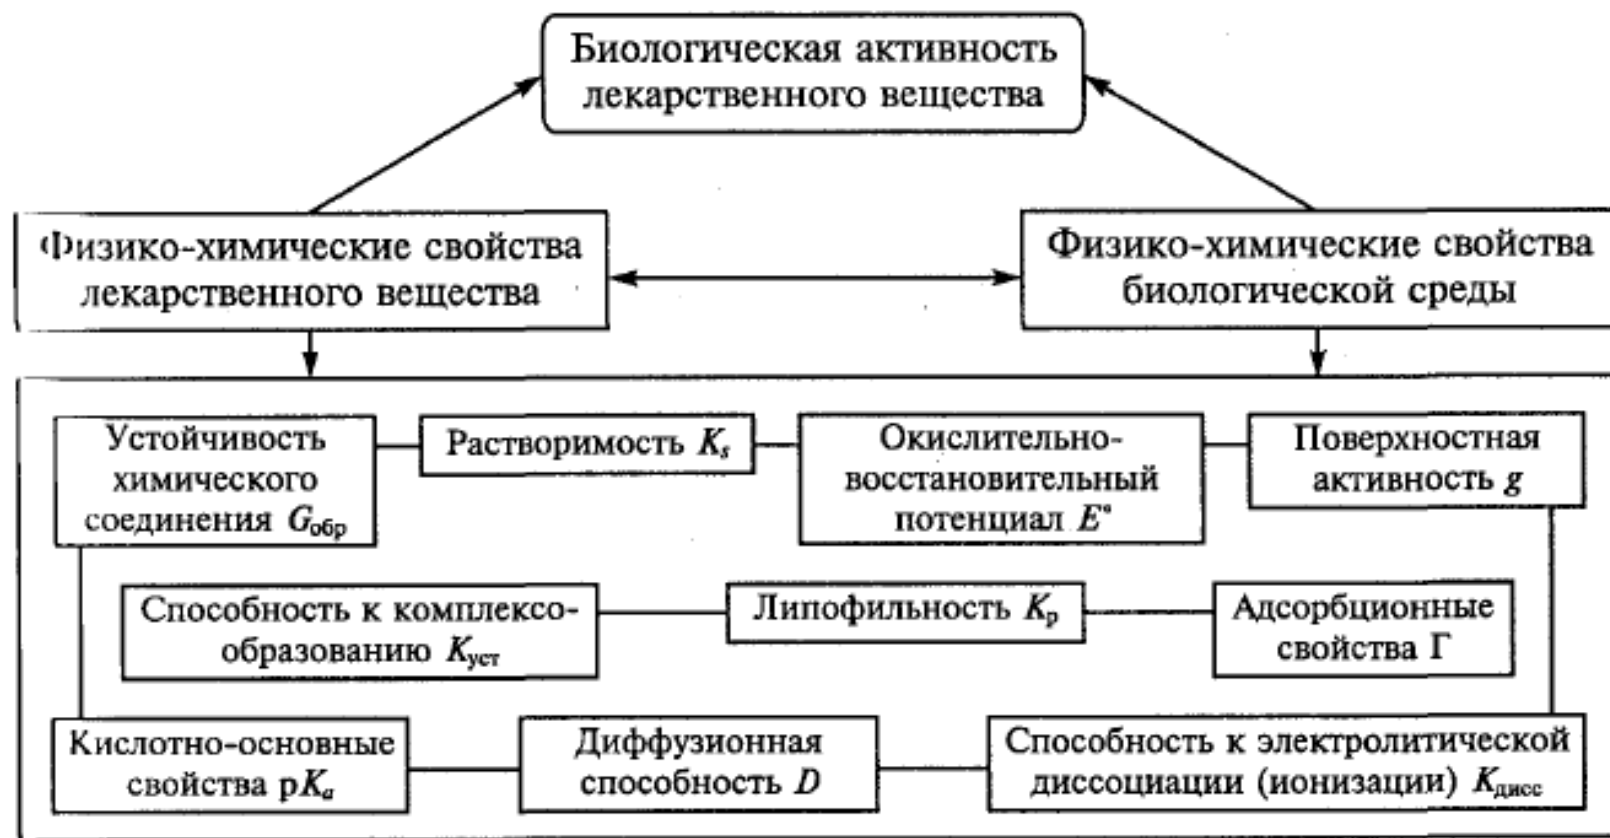 Биологическая активность
лекарственного вещества
Физико-химические свойства
лекарственного вещества
Физико-химические свойства
биологической среды
Устойчивость
химического
соединения Gобр
Растворимость Ks
Окислительно-
восстановительный
потенциал E°
Поверхностная
активность g
Способность к комплексо-
образованию Kуст
Липофильность Kр
Адсорбционные
свойства Г
Кислотно-основные
свойства pKa
Диффузионная
способность D
Способность к электролитической
диссоциации (ионизации) Kдисс